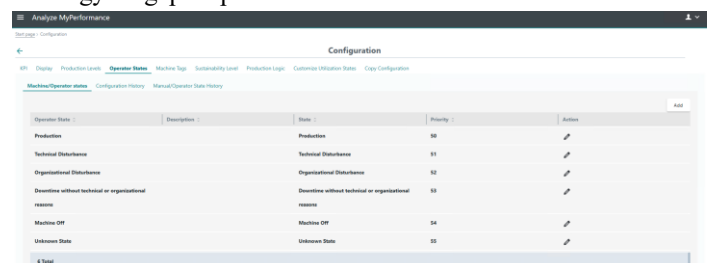 Analyze MyPerformance
Start page > Configuration
Configuration
KPI Display Production Levels Operator States Machine Tags Sustainability Level Production Logic Customize Utilization States Copy Configuration
Machine/Operator states Configuration History Manual/Operator State History
Add
Operator State Description State Priority Action
Production Production 50
Technical Disturbance Technical Disturbance 51
Organizational Disturbance Organizational Disturbance 52
Downtime without technical or organizational Downtime without technical or organizational 53
reasons reasons
Machine Off Machine Off 54
Unknown State Unknown State 55
6 Total